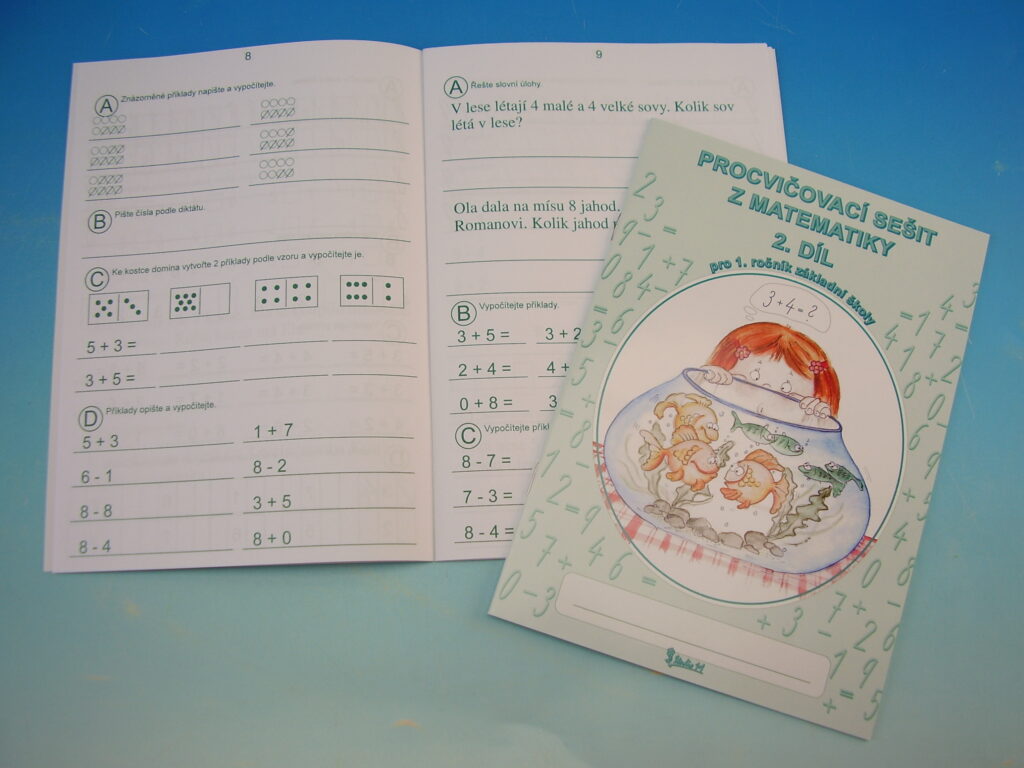 8
A Znázorněné příklady napište a vypočítejte.
B Pište čísla podle diktátu.
C Ke kostce domina vytvořte 2 příklady podle vzoru a vypočítejte je.
5 + 3 =
3 + 5 =
D Příklady opište a vypočítejte.
5 + 3 1 + 7
6 - 1 8 - 2
8 - 8 3 + 5
8 - 4 8 + 0
9
A Řešte slovní úlohy.
V lese létají 4 malé a 4 velké sovy. Kolik sov
létá v lese?
Ola dala na mísu 8 jahod.
Romanovi. Kolik jahod
B Vypočítejte příklady.
3 + 5 = 3 + 2
2 + 4 = 4 +
0 + 8 = 3
C Vypočítejte
8 - 7 =
7 - 3 =
8 - 4 =
PROCVIČOVACÍ SEŠIT
Z MATEMATIKY
2. DÍL
pro 1. ročník základní školy
3 + 4 = ?